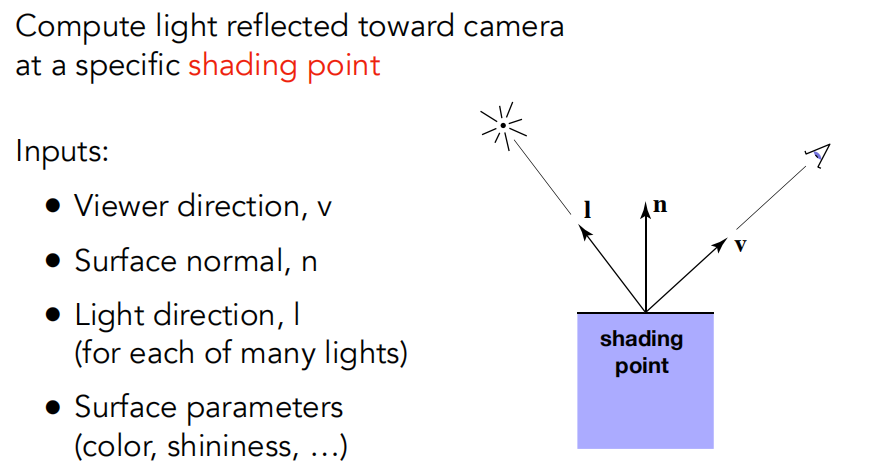 Compute light reflected toward camera
at a specific shading point
Inputs:
● Viewer direction, v
● Surface normal, n
● Light direction, l
(for each of many lights)
● Surface parameters
(color, shininess, …)
l
n
v
shading
point